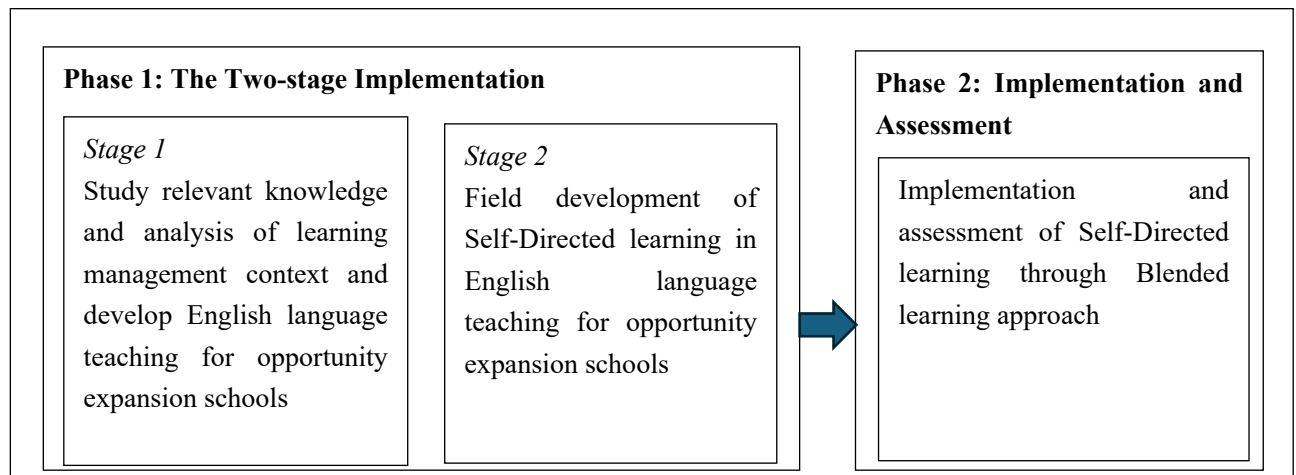 Phase 1: The Two-stage Implementation
Stage 1
Study relevant knowledge
and analysis of learning
management context and
develop English language
teaching for opportunity
expansion schools
Stage 2
Field development of
Self-Directed learning in
English language
teaching for opportunity
expansion schools
Phase 2: Implementation and
Assessment
Implementation and
assessment of Self-Directed
learning through Blended
learning approach